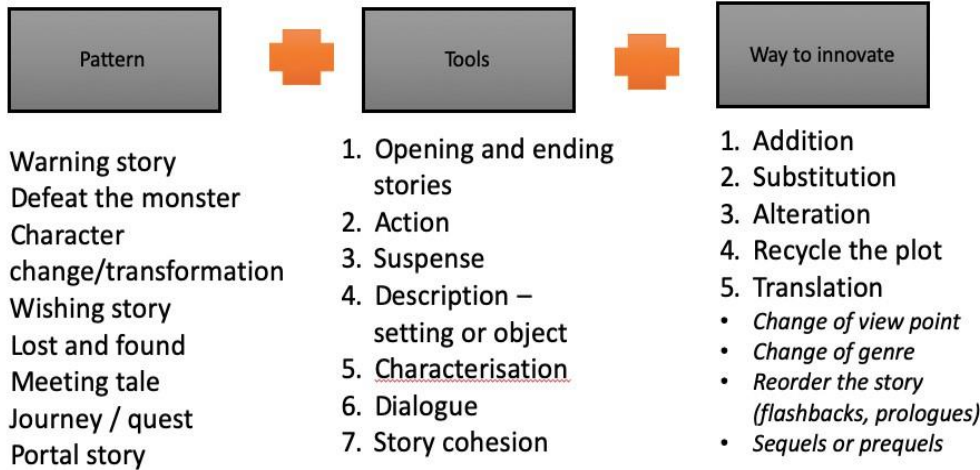 Pattern
Tools
Way to innovate
Warning story
Defeat the monster
Character
change/transformation
Wishing story
Lost and found
Meeting tale
Journey / quest
Portal story
1. Opening and ending
stories
2. Action
3. Suspense
4. Description –
setting or object
5. Characterisation
6. Dialogue
7. Story cohesion
1. Addition
2. Substitution
3. Alteration
4. Recycle the plot
5. Translation
• Change of view point
• Change of genre
• Reorder the story
(flashbacks, prologues)
• Sequels or prequels